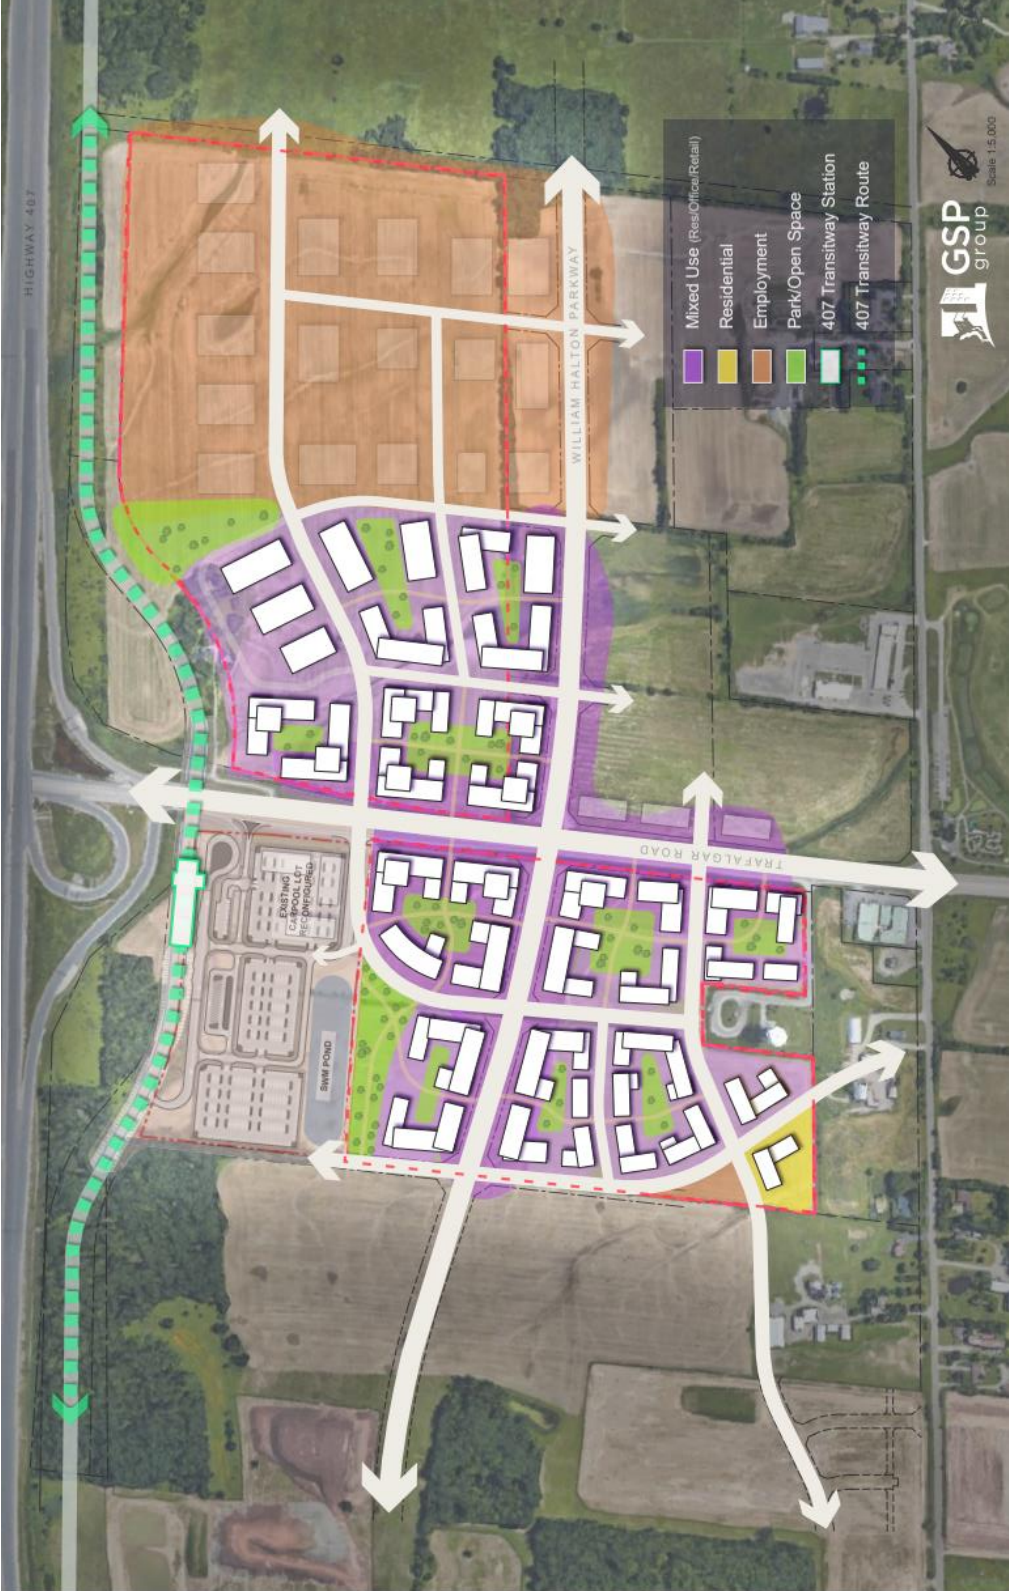 HIGHWAY 407
EXISTING
CARPOOL LOT
RECONFIGURED
SWM POND
WILLIAM HALTON PARKWAY
TRAFALGAR ROAD
Mixed Use (Res/Office/Retail)
Residential
Employment
Park/Open Space
407 Transitway Station
407 Transitway Route
GSP
group
Scale 1:5,000